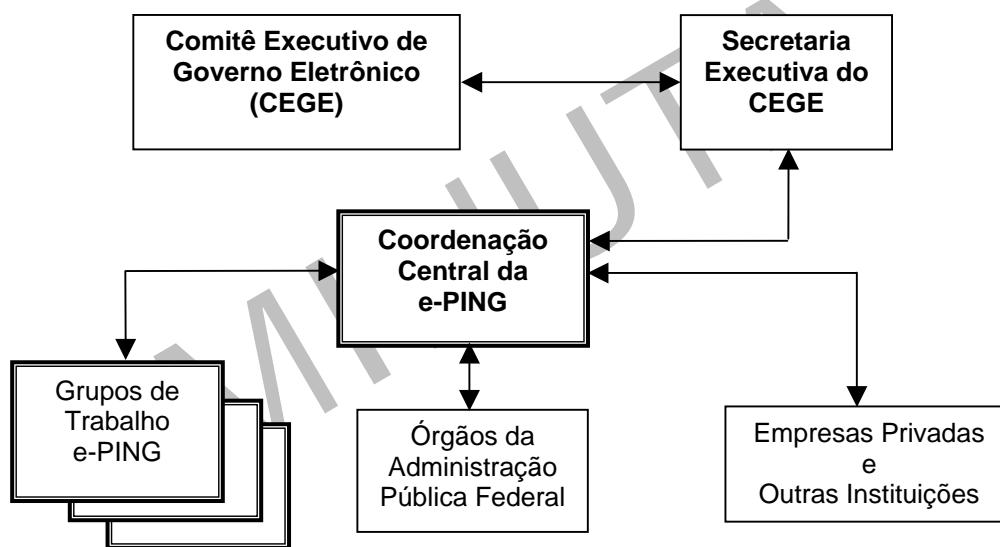 Comitê Executivo de
Governo Eletrônico
(CEGE)
Secretaria
Executiva do
CEGE
Coordenação
Central da
e-PING
Grupos de
Trabalho
e-PING
Órgãos da
Administração
Pública Federal
Empresas Privadas
e
Outras Instituições
MINUTA